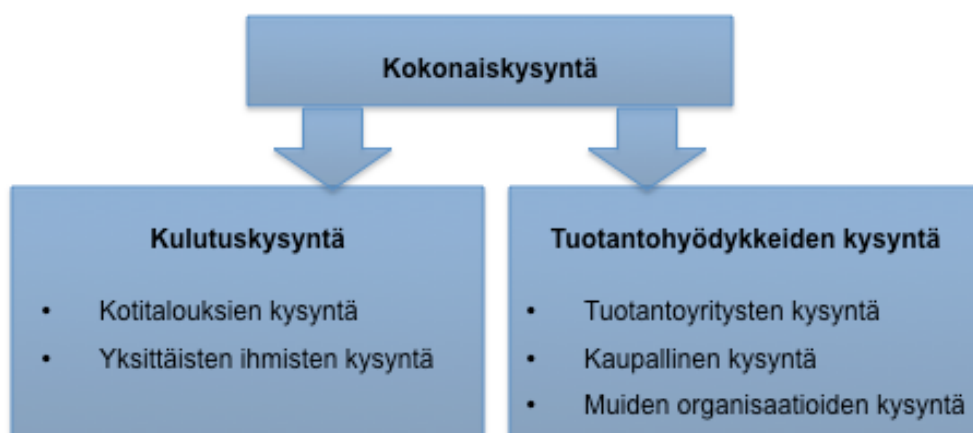 Kokonaiskysyntä
Kulutuskysyntä
• Kotitalouksien kysyntä
• Yksittäisten ihmisten kysyntä
Tuotantohyödykkeiden kysyntä
• Tuotantoyritysten kysyntä
• Kaupallinen kysyntä
• Muiden organisaatioiden kysyntä